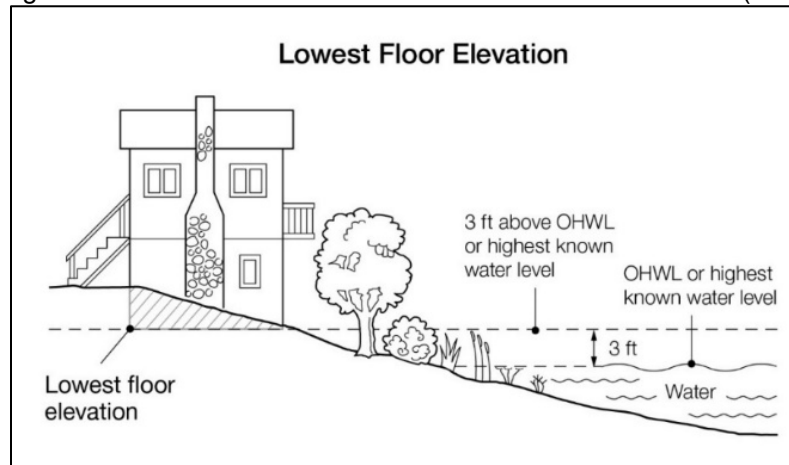 Lowest Floor Elevation
3 ft above OHWL
or highest known
water level
OHWL or highest
known water level
3 ft
Water
Lowest floor
elevation